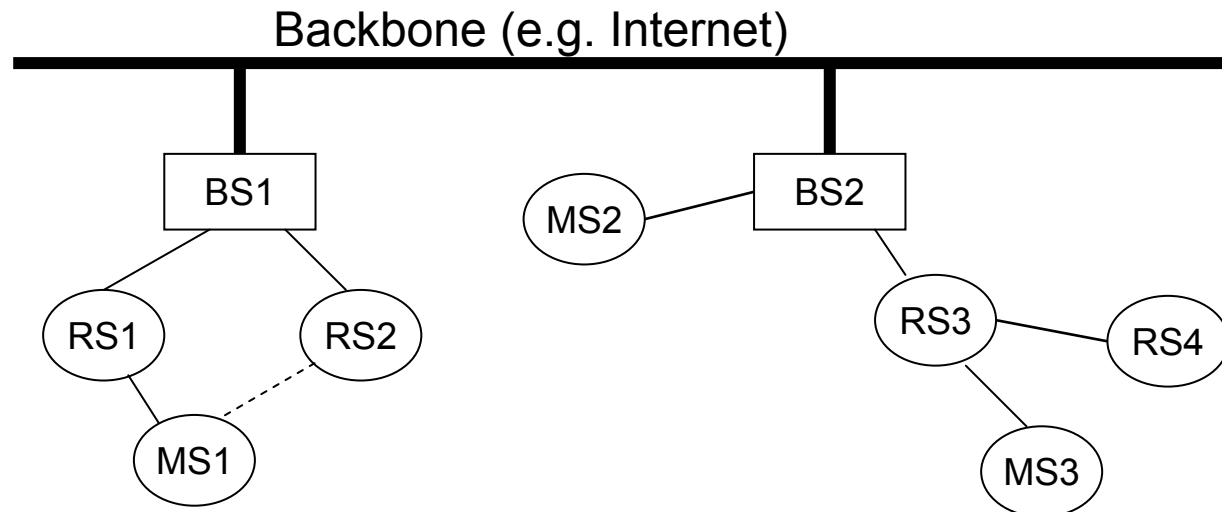 Backbone (e.g. Internet)
BS1
BS2
MS2
RS1
RS2
RS3
RS4
MS1
MS3